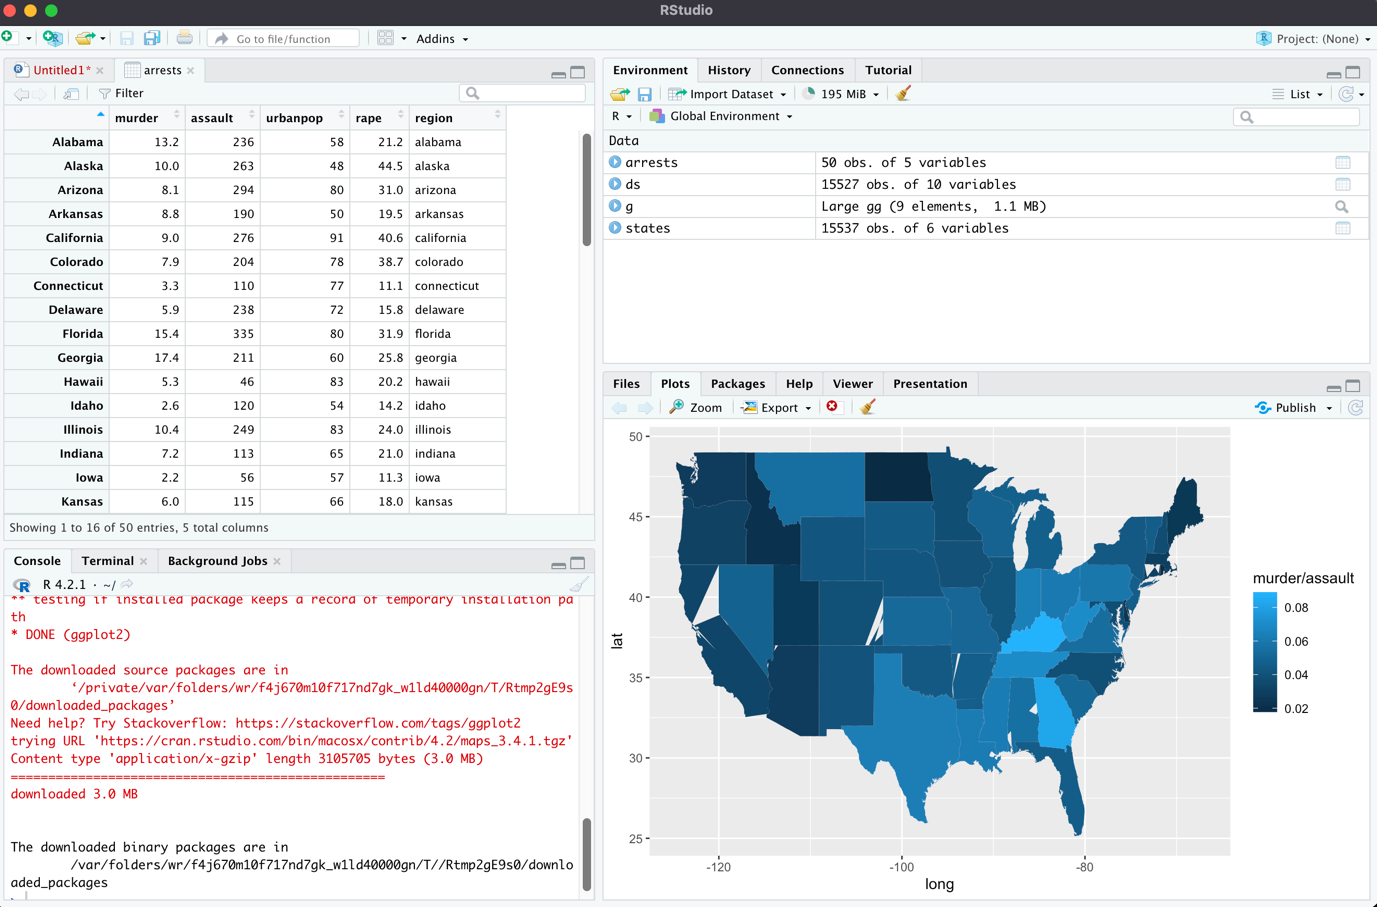 RStudio
Go to file/function
Addins
Project: (None)
Untitled1*
arrests
Filter
murder assault urbanpop rape region
Alabama 13.2 236 58 21.2 alabama
Alaska 10.0 263 48 44.5 alaska
Arizona 8.1 294 80 31.0 arizona
Arkansas 8.8 190 50 19.5 arkansas
California 9.0 276 91 40.6 california
Colorado 7.9 204 78 38.7 colorado
Connecticut 3.3 110 77 11.1 connecticut
Delaware 5.9 238 72 15.8 delaware
Florida 15.4 335 80 31.9 florida
Georgia 17.4 211 60 25.8 georgia
Hawaii 5.3 46 83 20.2 hawaii
Idaho 2.6 120 54 14.2 idaho
Illinois 10.4 249 83 24.0 illinois
Indiana 7.2 113 65 21.0 indiana
Iowa 2.2 56 57 11.3 iowa
Kansas 6.0 115 66 18.0 kansas
Showing 1 to 16 of 50 entries, 5 total columns
Console Terminal Background Jobs
R 4.2.1 · ~/
** testing if installed package keeps a record of temporary installation pa
th
* DONE (ggplot2)
The downloaded source packages are in
‘/private/var/folders/wr/f4j670m10f717nd7gk_w1ld40000gn/T/Rtmp2gE9s
0/downloaded_packages’
Need help? Try Stackoverflow: https://stackoverflow.com/tags/ggplot2
trying URL 'https://cran.rstudio.com/bin/macosx/contrib/4.2/maps_3.4.1.tgz'
Content type 'application/x-gzip' length 3105705 bytes (3.0 MB)
==================================================
downloaded 3.0 MB
The downloaded binary packages are in
/var/folders/wr/f4j670m10f717nd7gk_w1ld40000gn/T//Rtmp2gE9s0/downlo
aded_packages
Environment History Connections Tutorial
Import Dataset 195 MiB List
R Global Environment
Data
arrests 50 obs. of 5 variables
ds 15527 obs. of 10 variables
g Large gg (9 elements, 1.1 MB)
states 15537 obs. of 6 variables
Files Plots Packages Help Viewer Presentation
Zoom Export Publish
50
45
40
35
30
25
lat
-120 -100 -80
long
murder/assault
0.08
0.06
0.04
0.02